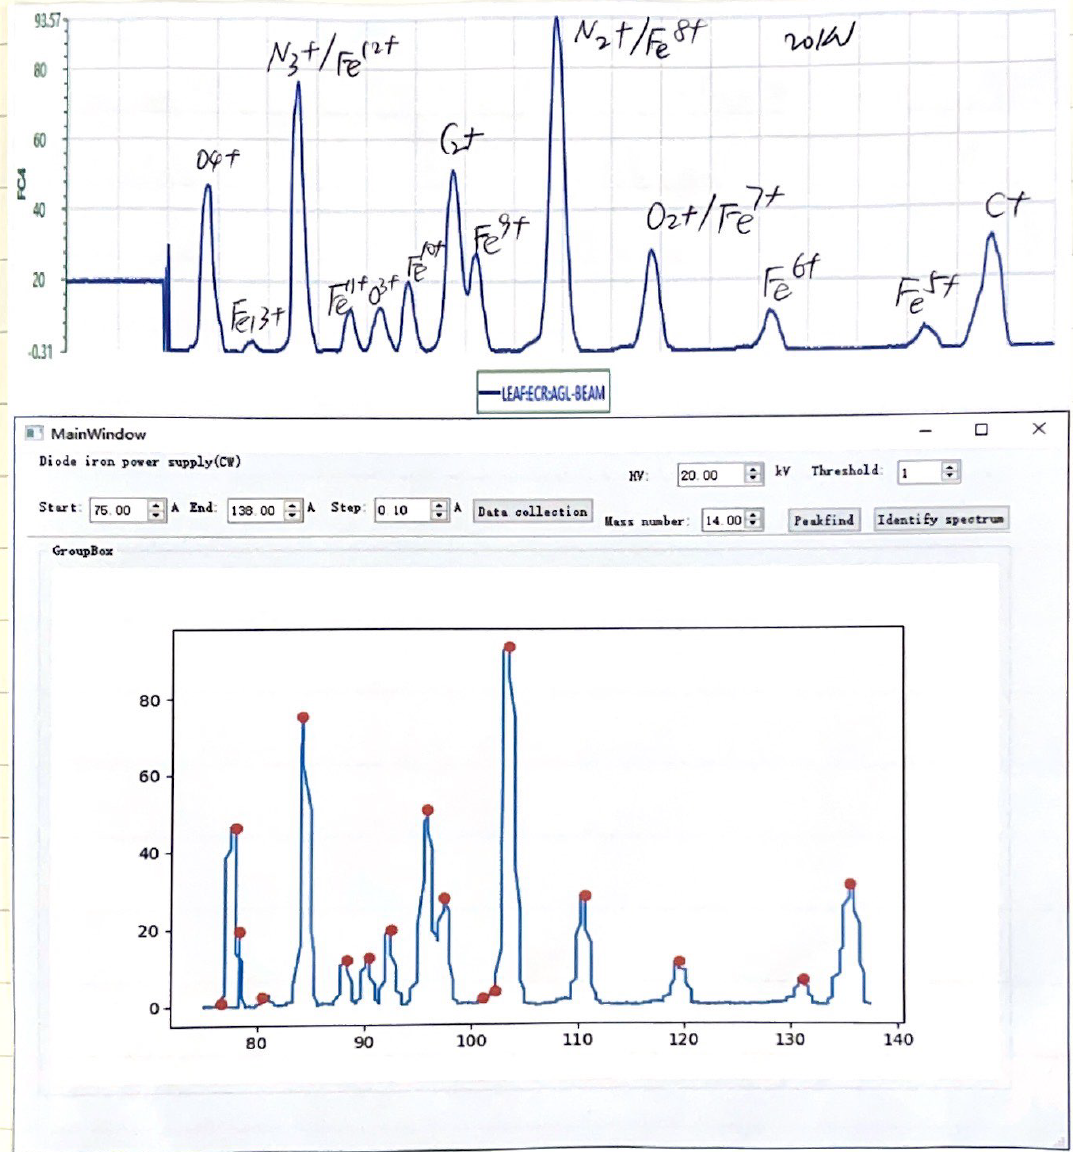 93.57
N3+/Fe12+
N2+/Fe8+
20KV
80
60
C2+
O4+
FC4
40
O2+/Fe7+
C+
Fe9+
Fe10+
20
Fe11+
O3+
Fe13+
Fe6+
Fe5+
-0.31
LEAF:ECR:AGL-BEAM
MainWindow
Diode iron power supply(CW)
HV: 20.00 kV Threshold: 1
Start: 75.00 A End: 138.00 A Step: 0.10 A Data collection
Mass number: 14.00 Peakfind Identify spectrum
GroupBox
80
60
40
20
0
80 90 100 110 120 130 140